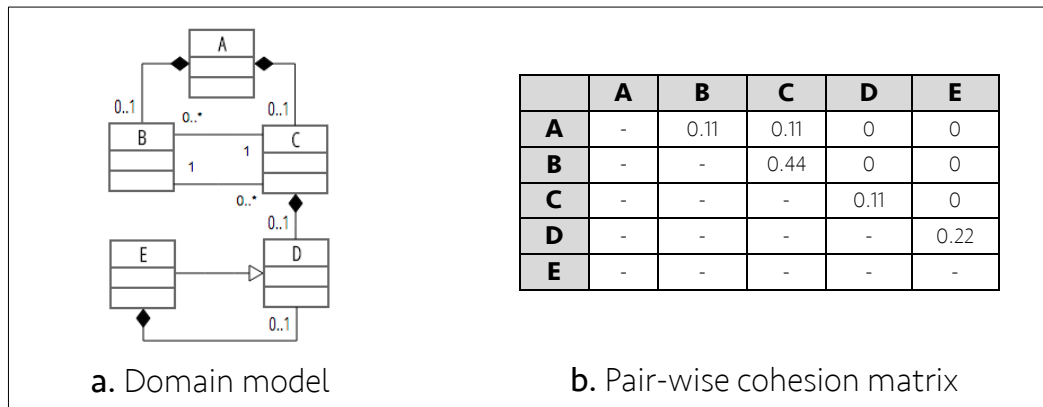 A
0..1
0..*
0..1
B
1
C
1
0..*
0..1
E
D
0..1
a. Domain model
A B C D E
A - 0.11 0.11 0 0
B - - 0.44 0 0
C - - - 0.11 0
D - - - - 0.22
E - - - - -
b. Pair-wise cohesion matrix